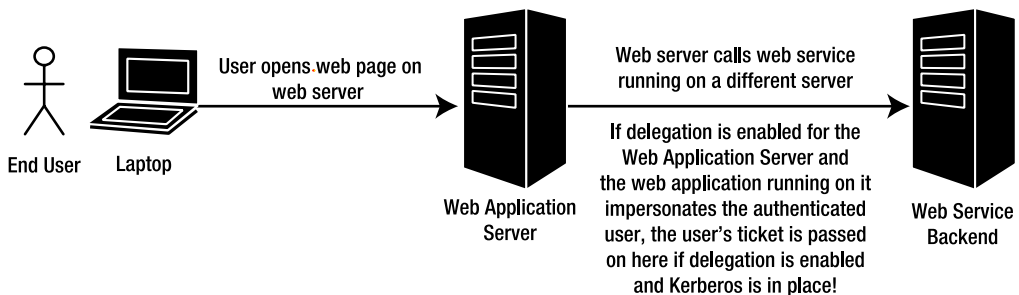 End User
Laptop
User opens web page on
web server
Web Application
Server
Web server calls web service
running on a different server
If delegation is enabled for the
Web Application Server and
the web application running on it
impersonates the authenticated
user, the user's ticket is passed
on here if delegation is enabled
and Kerberos is in place!
Web Service
Backend